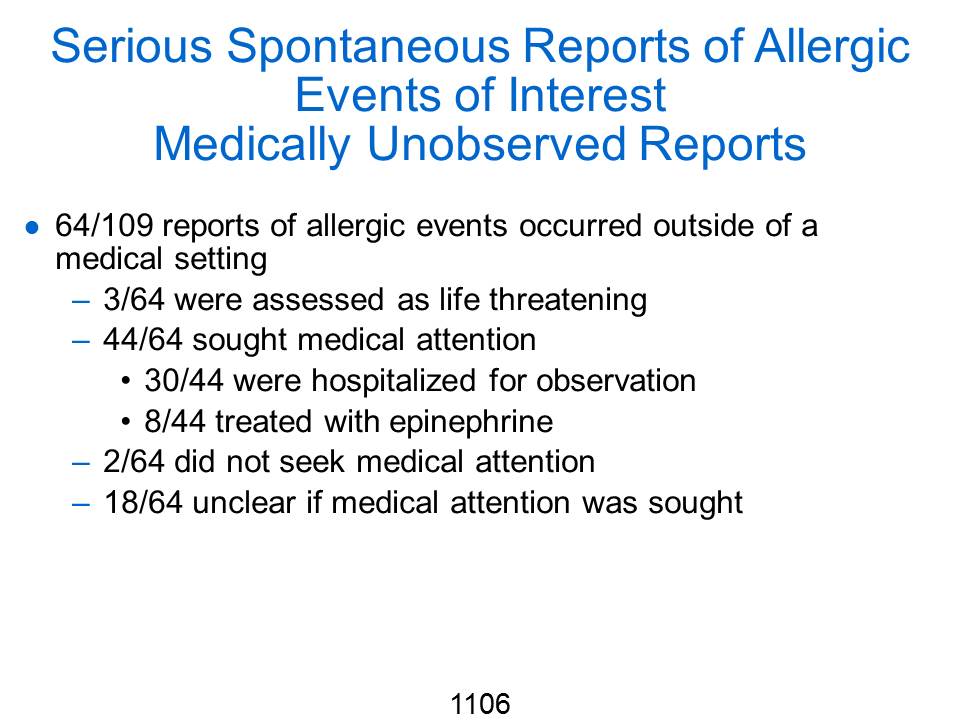 Serious Spontaneous Reports of Allergic
Events of Interest
Medically Unobserved Reports
● 64/109 reports of allergic events occurred outside of a
medical setting
– 3/64 were assessed as life threatening
– 44/64 sought medical attention
• 30/44 were hospitalized for observation
• 8/44 treated with epinephrine
– 2/64 did not seek medical attention
– 18/64 unclear if medical attention was sought
1106